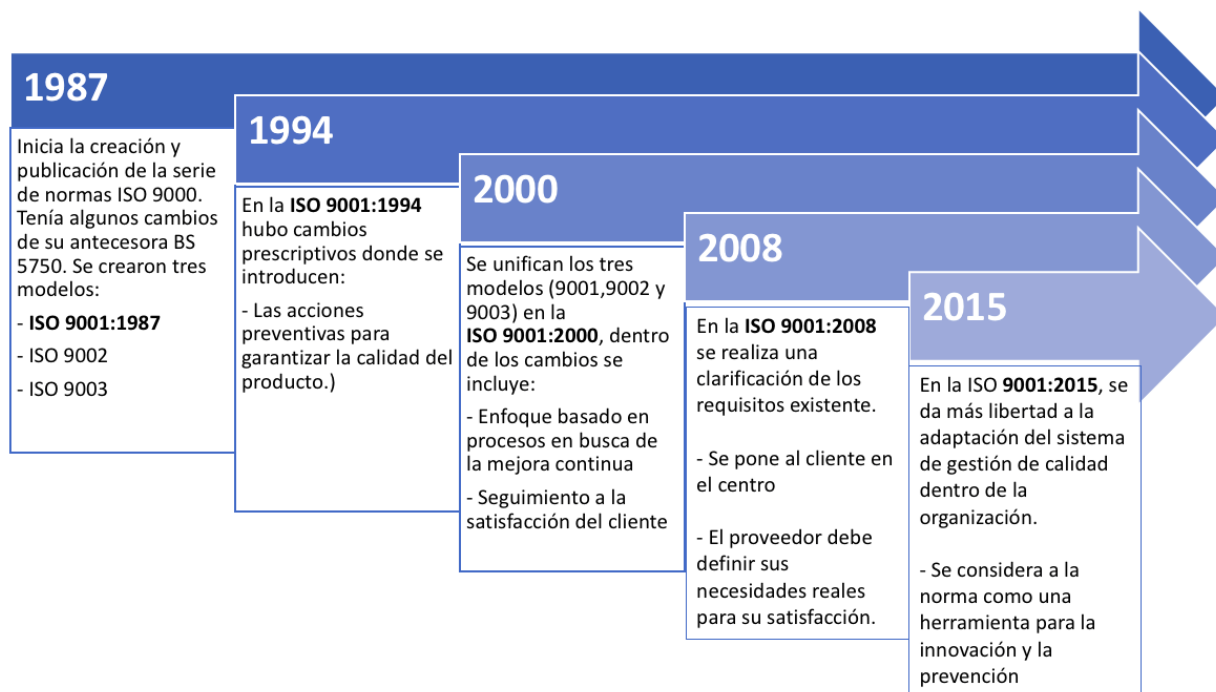 1987
Inicia la creación y
publicación de la serie
de normas ISO 9000.
Tenía algunos cambios
de su antecesora BS
5750. Se crearon tres
modelos:
- ISO 9001:1987
- ISO 9002
- ISO 9003
1994
En la ISO 9001:1994
hubo cambios
prescriptivos donde se
introducen:
- Las acciones
preventivas para
garantizar la calidad del
producto.)
2000
Se unifican los tres
modelos (9001,9002 y
9003) en la
ISO 9001:2000, dentro
de los cambios se
incluye:
- Enfoque basado en
procesos en busca de
la mejora continua
- Seguimiento a la
satisfacción del cliente
2008
En la ISO 9001:2008
se realiza una
clarificación de los
requisitos existente.
- Se pone al cliente en
el centro
- El proveedor debe
definir sus
necesidades reales
para su satisfacción.
2015
En la ISO 9001:2015, se
da más libertad a la
adaptación del sistema
de gestión de calidad
dentro de la
organización.
- Se considera a la
norma como una
herramienta para la
innovación y la
prevención